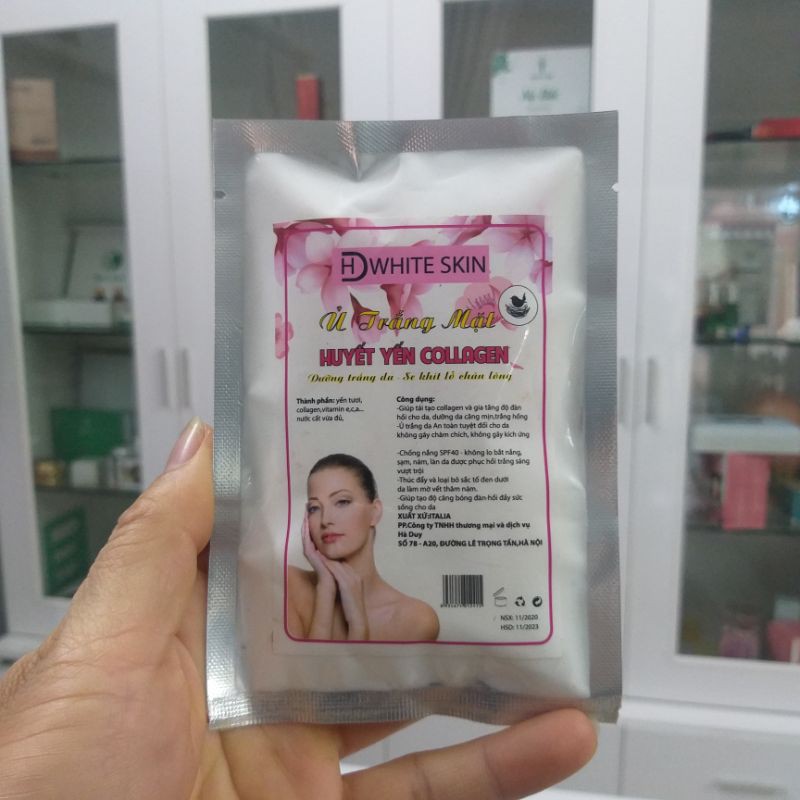 HD WHITE SKIN
Ủ Trắng Mặt
HUYẾT YẾN COLLAGEN
Dưỡng trắng da - Se khít lỗ chân lông
Thành phần: yến tươi,
collagen,vitamin e,c,a...
nước cất vừa đủ,
Công dụng:
-Giúp tái tạo collagen và gia tăng độ đàn
hồi cho da, dưỡng da căng mịn,trắng hồng
-Ủ trắng da An toàn tuyệt đối cho da
không gây châm chích, không gây kích ứng
-Chống nắng SPF40 - không lo bắt nắng,
sạm, nám, làn da được phục hồi trắng sáng
vượt trội
-Thúc đẩy và loại bỏ sắc tố đen dưới
da làm mờ vết thâm nám.
-Giúp tạo độ căng bóng đàn hồi đầy sức
sống cho da
XUẤT XỨ:ITALIA
PP.Công ty TNHH thương mại và dịch vụ
Hà Duy
SỐ 78 - A20, ĐƯỜNG LÊ TRỌNG TẤN,HÀ NỘI
NSX: 11/2020
HSD: 11/2023